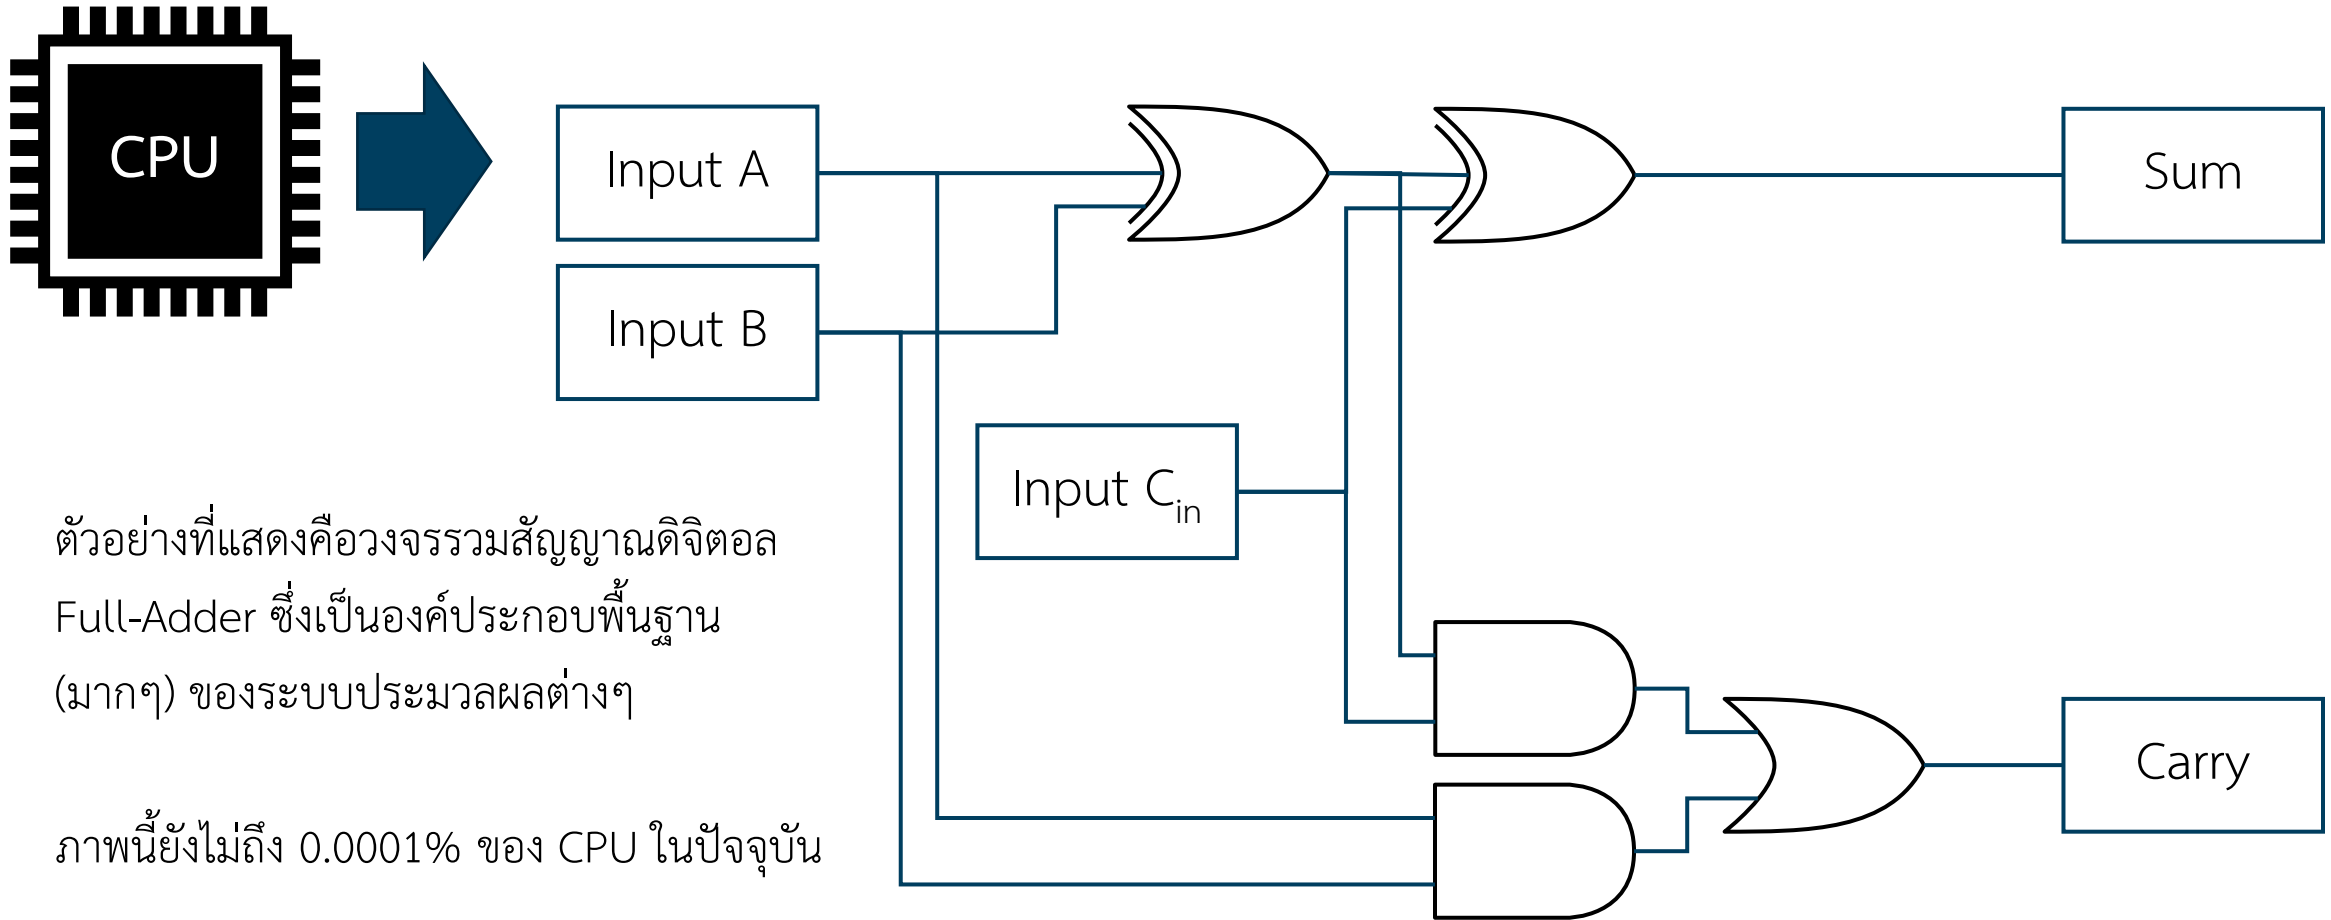 CPU
Input A
Input B
Input C_in
Sum
Carry
ตัวอย่างที่แสดงคือวงจรรวมสัญญาณดิจิตอล
Full-Adder ซึ่งเป็นองค์ประกอบพื้นฐาน
(มากๆ) ของระบบประมวลผลต่างๆ
ภาพนี้ยังไม่ถึง 0.0001% ของ CPU ในปัจจุบัน